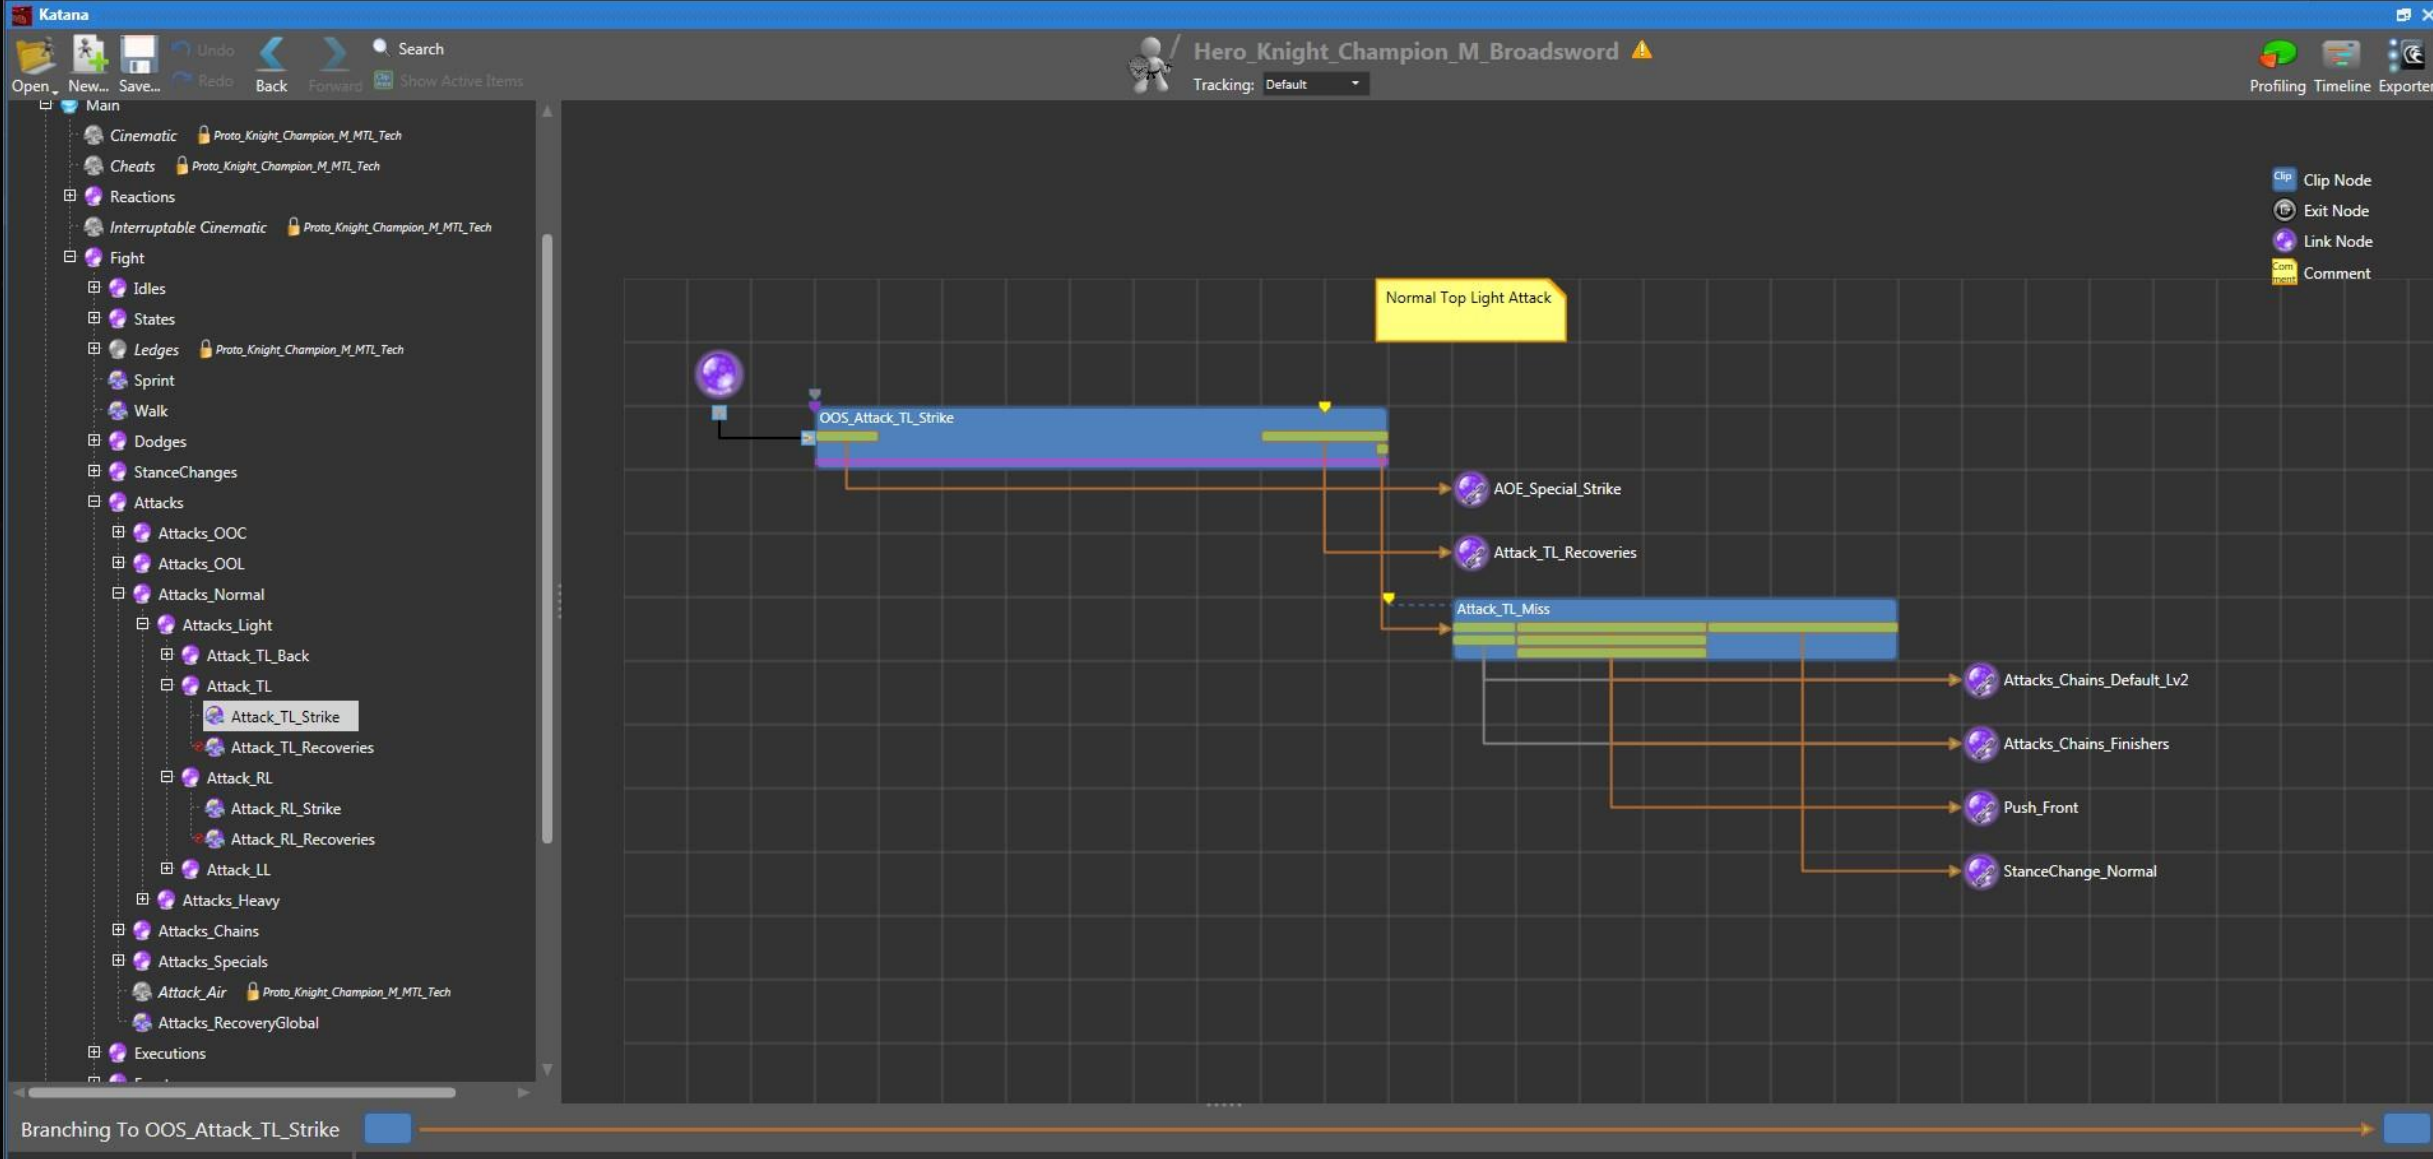 Katana
Open
New...
Save...
Undo
Redo
Back
Forward
Search
Show Active Items
Hero_Knight_Champion_M_Broadsword
Tracking: Default
Profiling
Timeline
Exporter
Main
Cinematic Proto_Knight_Champion_M_MTL_Tech
Cheats Proto_Knight_Champion_M_MTL_Tech
Reactions
Interruptable Cinematic Proto_Knight_Champion_M_MTL_Tech
Fight
Idles
States
Ledges Proto_Knight_Champion_M_MTL_Tech
Sprint
Walk
Dodges
StanceChanges
Attacks
Attacks_OOC
Attacks_OOL
Attacks_Normal
Attacks_Light
Attack_TL_Back
Attack_TL
Attack_TL_Strike
Attack_TL_Recoveries
Attack_RL
Attack_RL_Strike
Attack_RL_Recoveries
Attack_LL
Attacks_Heavy
Attacks_Chains
Attacks_Specials
Attack_Air Proto_Knight_Champion_M_MTL_Tech
Attacks_RecoveryGlobal
Executions
Clip Clip Node
Exit Node
Link Node
Com
ment Comment
Normal Top Light Attack
OOS_Attack_TL_Strike
AOE_Special_Strike
Attack_TL_Recoveries
Attack_TL_Miss
Attacks_Chains_Default_Lv2
Attacks_Chains_Finishers
Push_Front
StanceChange_Normal
Branching To OOS_Attack_TL_Strike